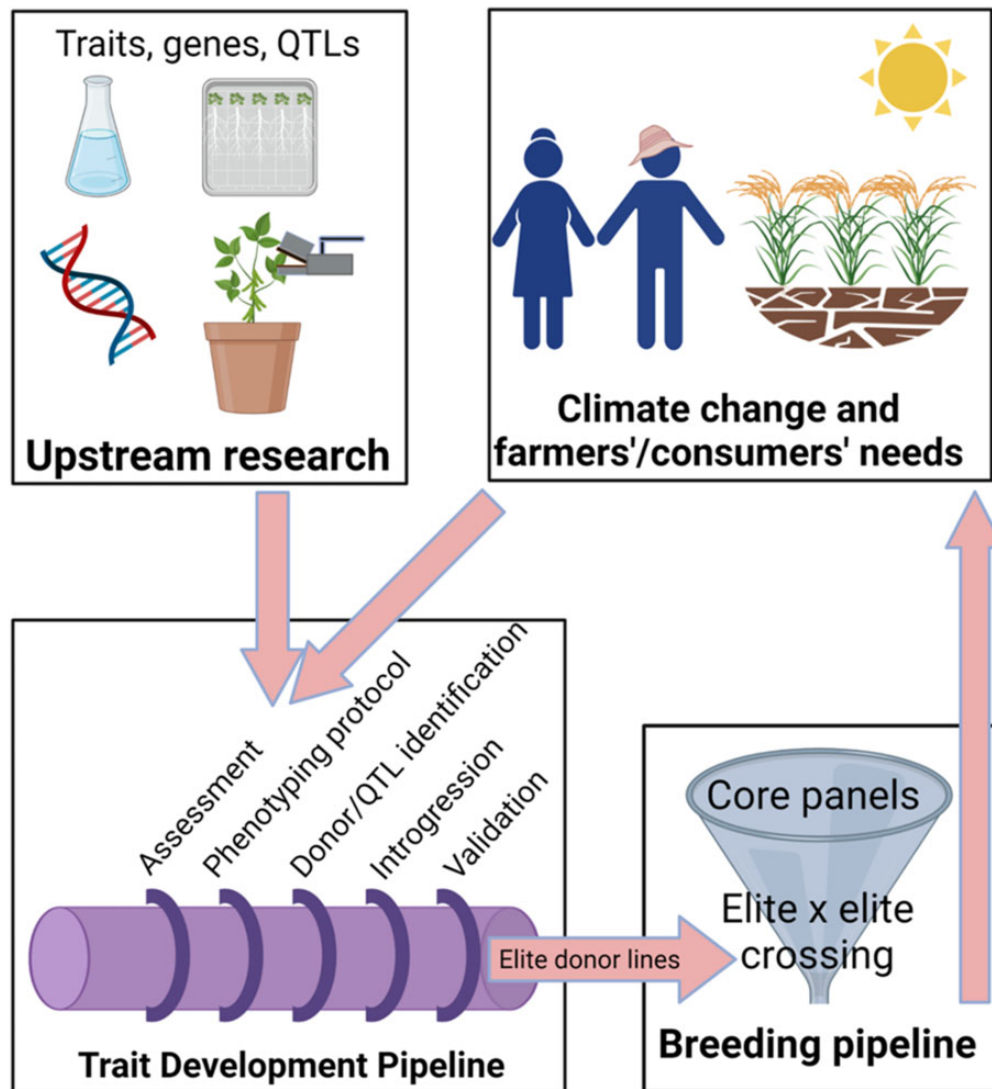 Traits, genes, QTLs
Upstream research
Climate change and
farmers'/consumers' needs
Assessment
Phenotyping protocol
Donor/QTL identification
Introgression
Validation
Elite donor lines
Trait Development Pipeline
Core panels
Elite x elite
crossing
Breeding pipeline